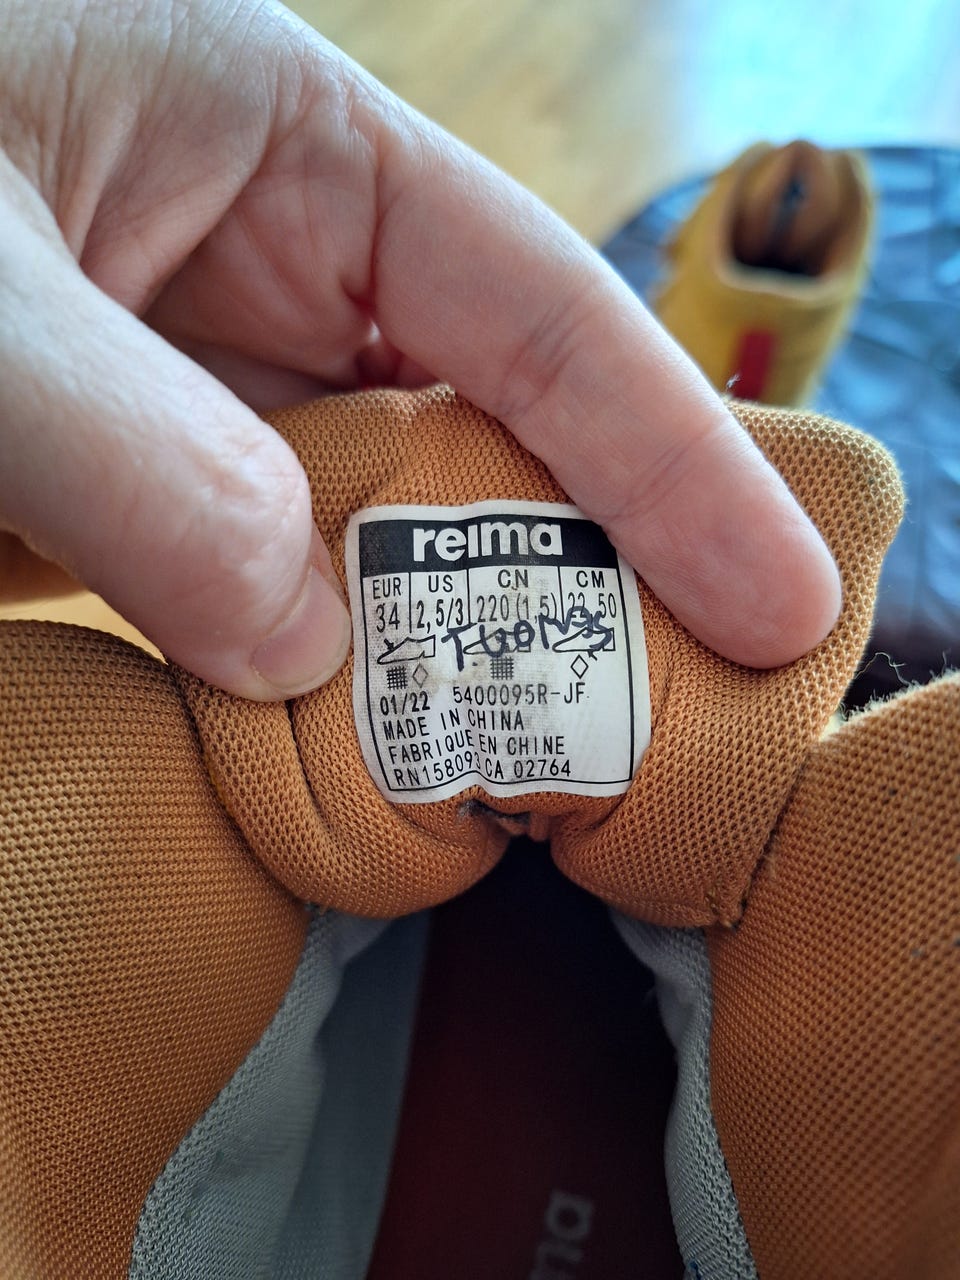 reima
EUR US CN CM
34 2,5/3 220(1,5) 22,50
01/22 5400095R-JF
MADE IN CHINA
FABRIQUE EN CHINE
RN158093 CA 02764
ma